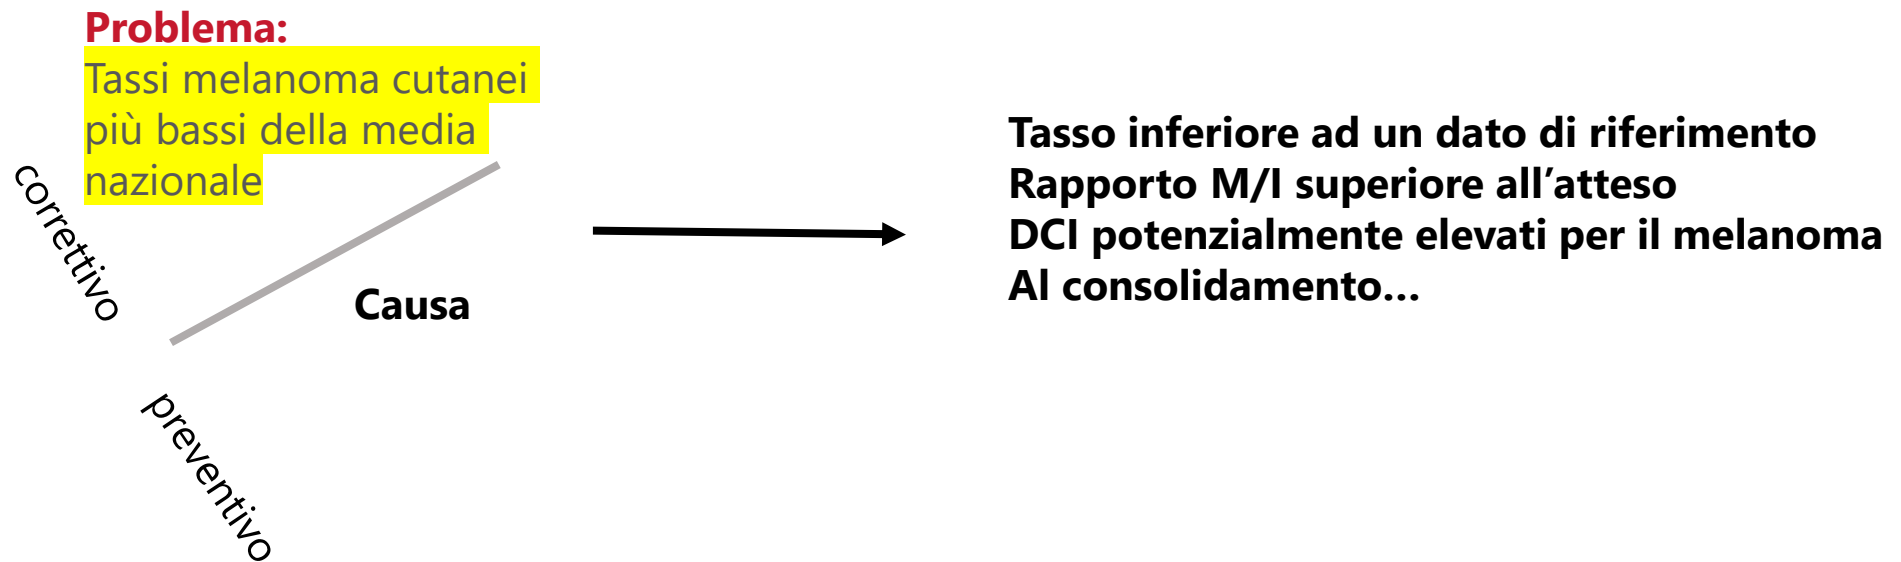 Problema:
Tassi melanoma cutanei
più bassi della media
nazionale
correttivo
Causa
preventivo
Tasso inferiore ad un dato di riferimento
Rapporto M/I superiore all’atteso
DCI potenzialmente elevati per il melanoma
Al consolidamento…